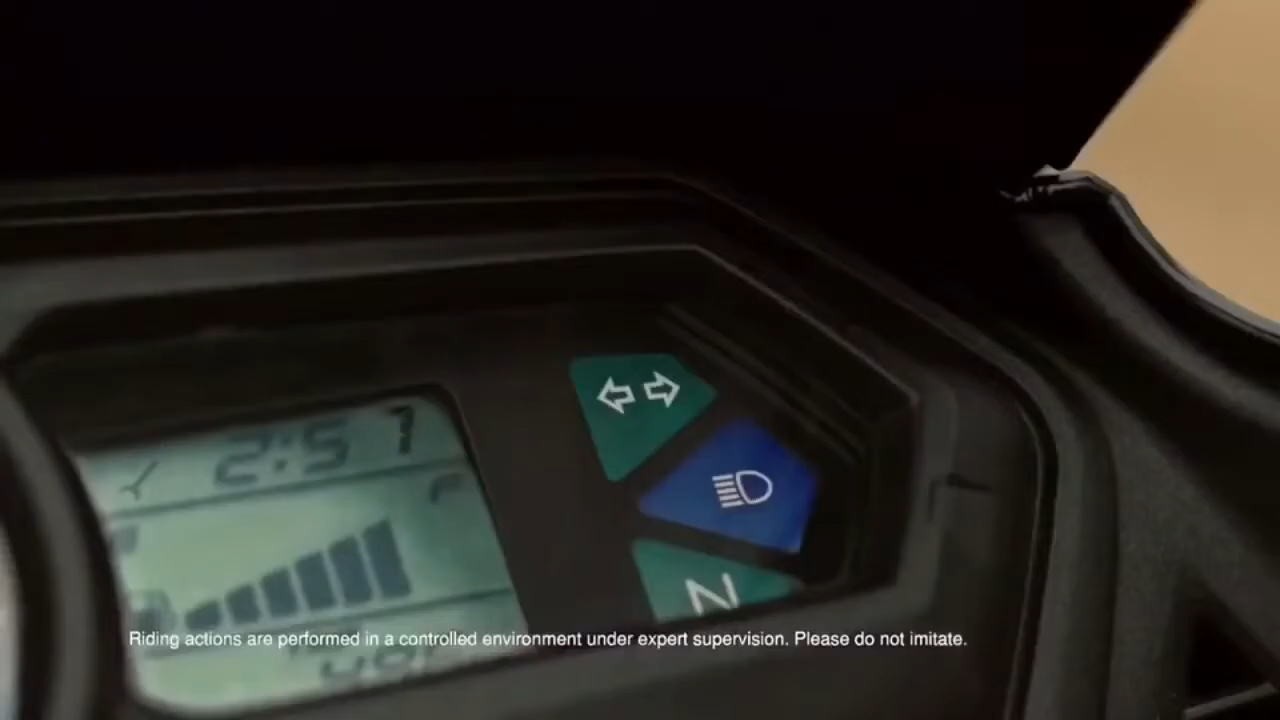 2:57
F
N
Riding actions are performed in a controlled environment under expert supervision. Please do not imitate.